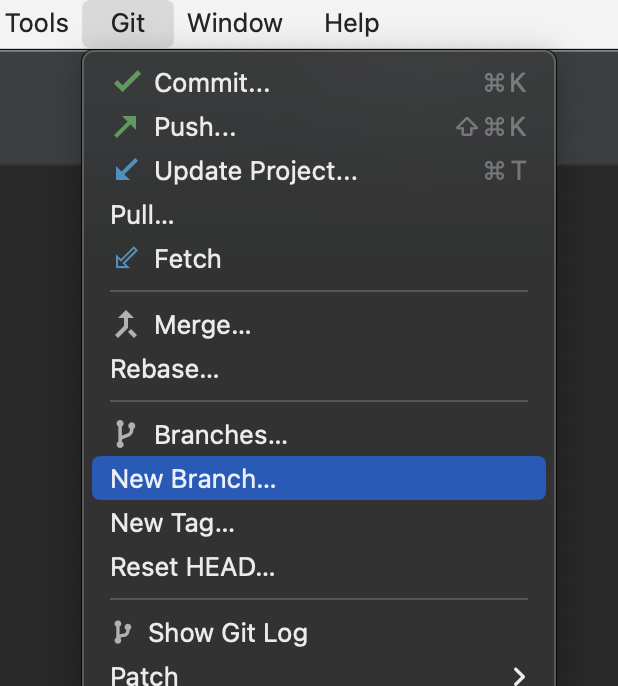 Tools Git Window Help
Commit... ⌘K
Push... ⇧⌘K
Update Project... ⌘T
Pull...
Fetch
Merge...
Rebase...
Branches...
New Branch...
New Tag...
Reset HEAD...
Show Git Log
Patch